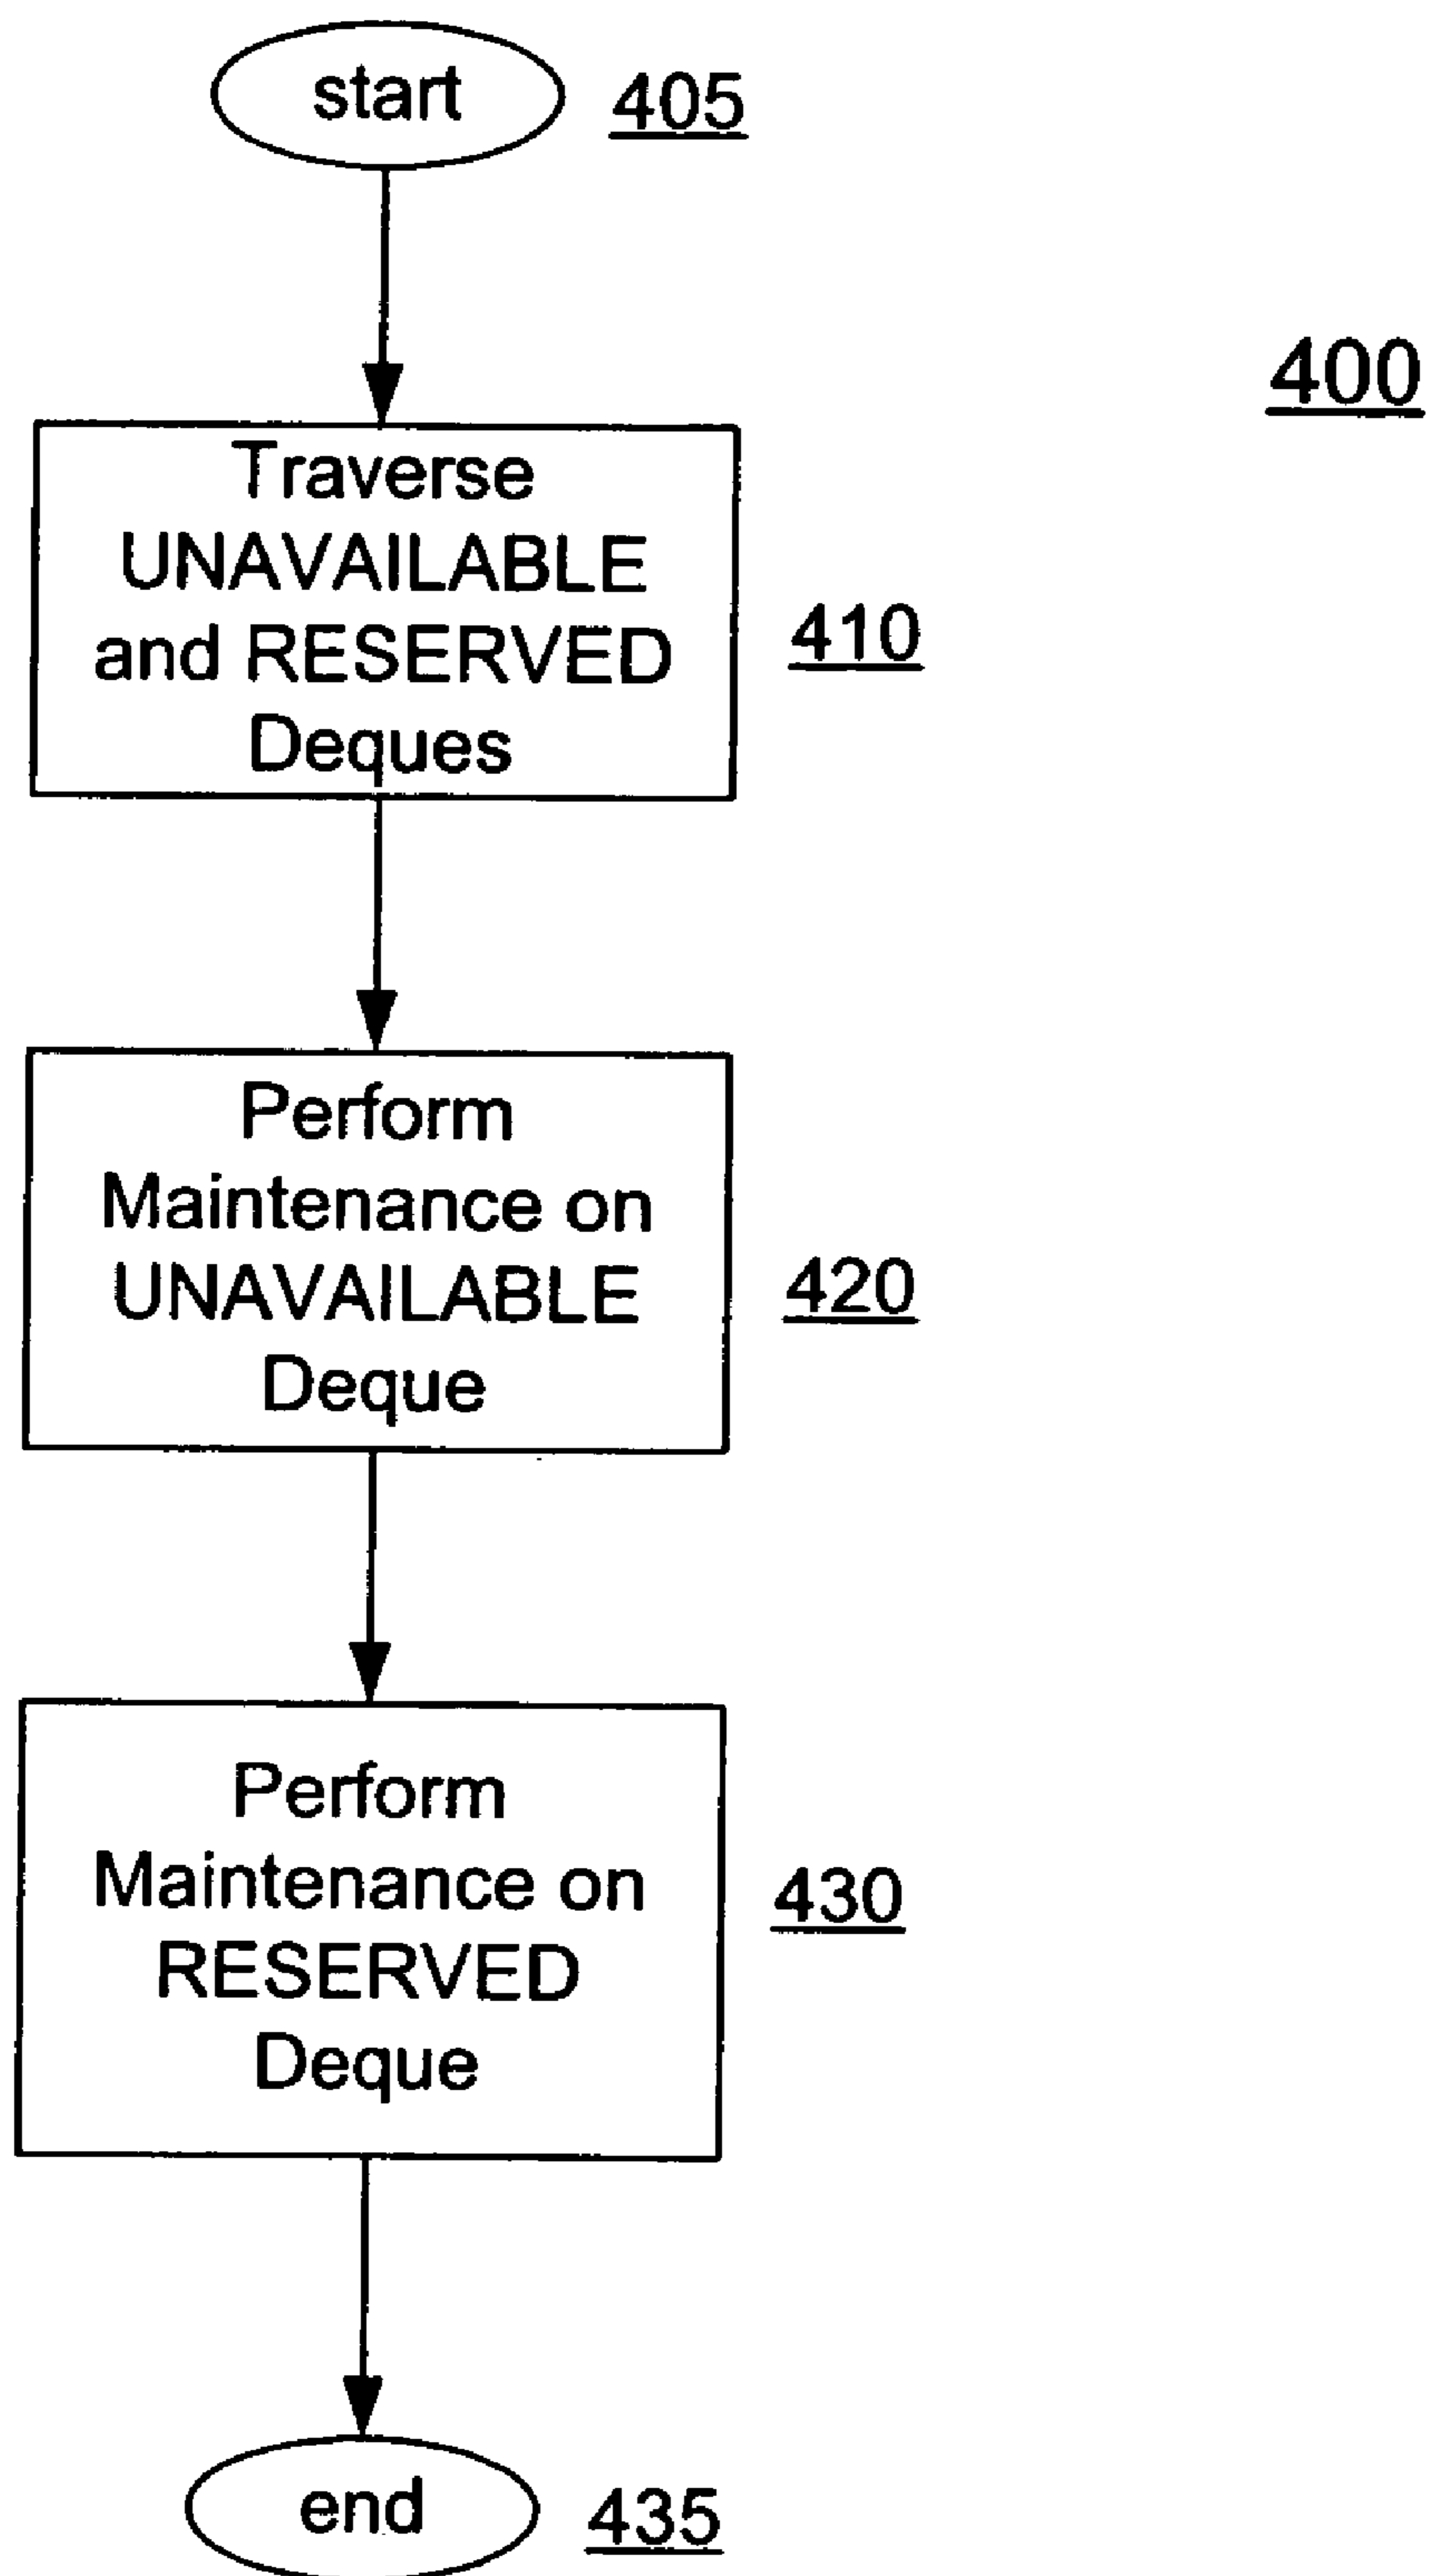 start
405
400
Traverse
UNAVAILABLE
and RESERVED
Deques
410
Perform
Maintenance on
UNAVAILABLE
Deque
420
Perform
Maintenance on
RESERVED
Deque
430
end
435